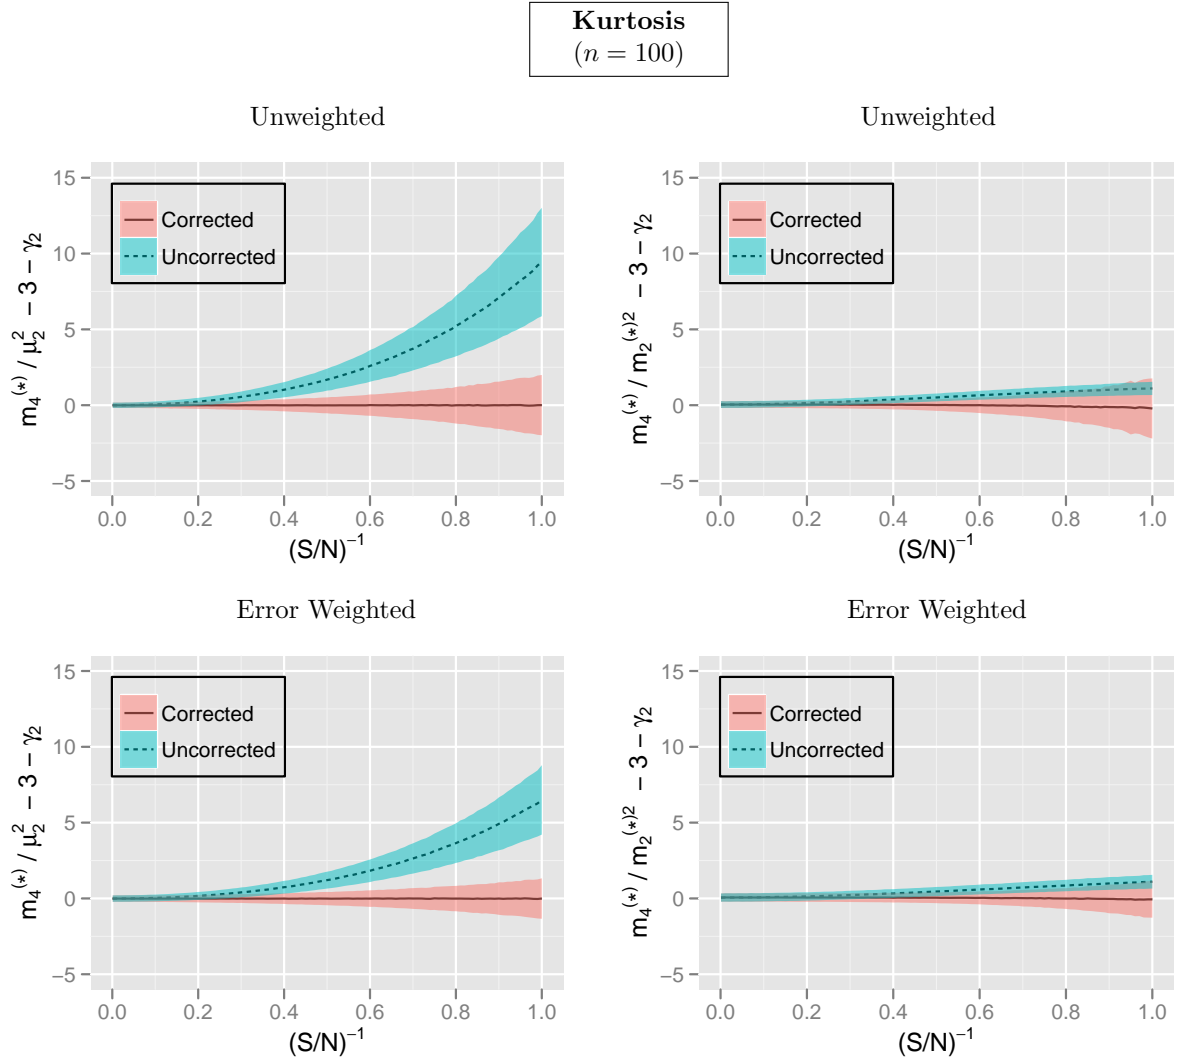 Kurtosis
(n = 100)
Unweighted
m₄⁽*⁾ / μ₂² − 3 − γ₂
15
10
5
0
−5
Corrected
Uncorrected
0.0 0.2 0.4 0.6 0.8 1.0
(S/N)⁻¹
Unweighted
m₄⁽*⁾ / m₂⁽*⁾² − 3 − γ₂
15
10
5
0
−5
Corrected
Uncorrected
0.0 0.2 0.4 0.6 0.8 1.0
(S/N)⁻¹
Error Weighted
m₄⁽*⁾ / μ₂² − 3 − γ₂
15
10
5
0
−5
Corrected
Uncorrected
0.0 0.2 0.4 0.6 0.8 1.0
(S/N)⁻¹
Error Weighted
m₄⁽*⁾ / m₂⁽*⁾² − 3 − γ₂
15
10
5
0
−5
Corrected
Uncorrected
0.0 0.2 0.4 0.6 0.8 1.0
(S/N)⁻¹